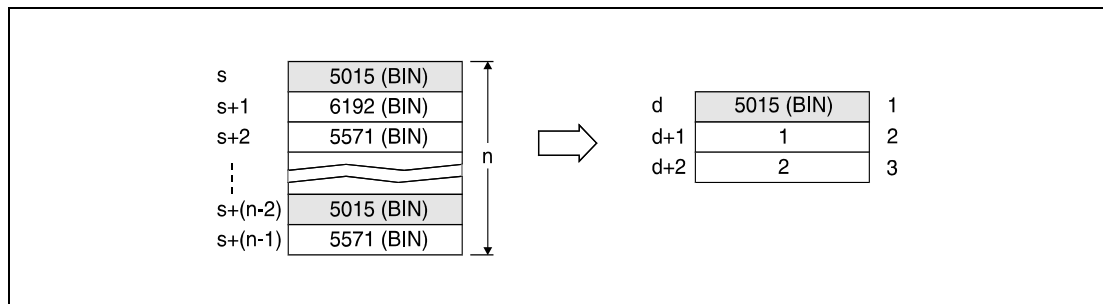 s 5015 (BIN)
s+1 6192 (BIN)
s+2 5571 (BIN)
s+(n-2) 5015 (BIN)
s+(n-1) 5571 (BIN)
n
d 5015 (BIN) 1
d+1 1 2
d+2 2 3